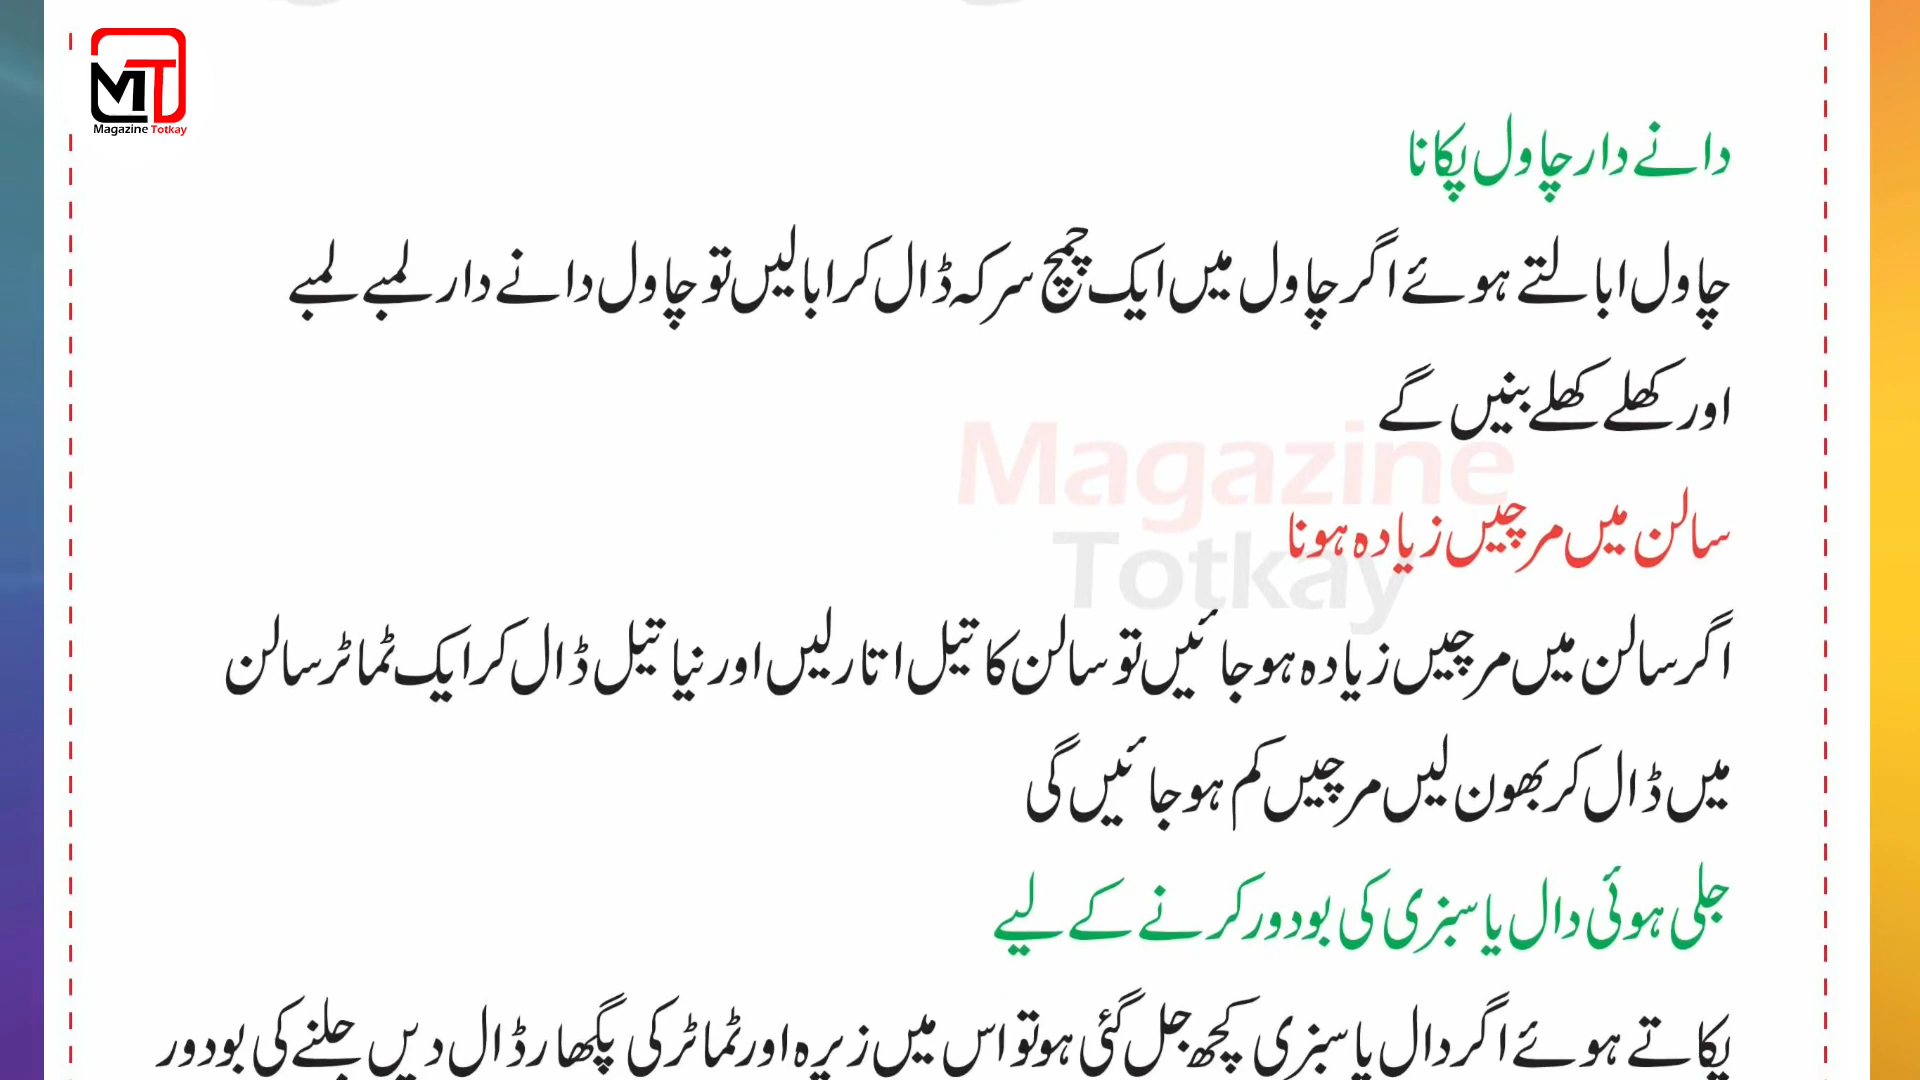 MT
Magazine Totkay
دانے دار چاول پکانا
چاول ابالتے ہوئے اگر چاول میں ایک چمچ سرکہ ڈال کر ابالیں تو چاول دانے دار لمبے لمبے
اور کھلے کھلے بنیں گے
Magazine
Totkay
سالن میں مرچیں زیادہ ہونا
اگر سالن میں مرچیں زیادہ ہو جائیں تو سالن کا تیل اتار لیں اور نیا تیل ڈال کر ایک ٹماٹر سالن
میں ڈال کر بھون لیں مرچیں کم ہو جائیں گی
جلی ہوئی دال یا سبزی کی بو دور کرنے کے لیے
پکاتے ہوئے اگر دال یا سبزی کچھ جل گئی ہو تو اس میں زیرہ اور ٹماٹر کی پگھار ڈال دیں جلنے کی بو دور